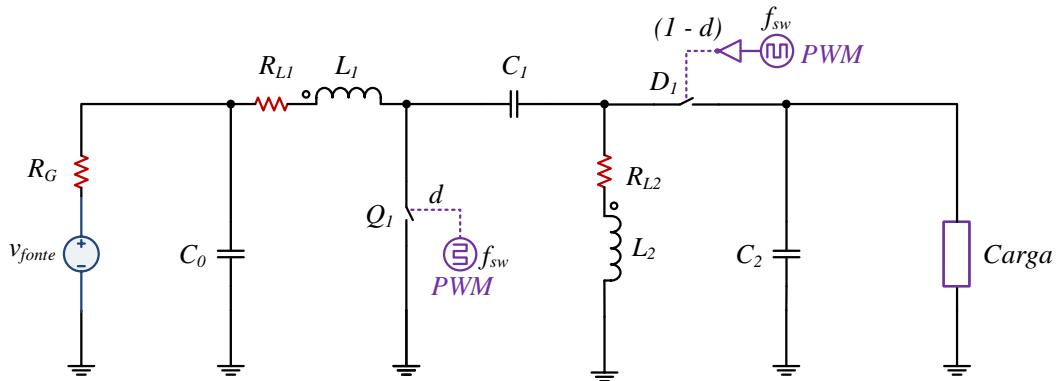 (1 - d)
f_sw
PWM
R_L1
L_1
C_1
D_1
R_G
R_L2
d
Q_1
v_fonte
C_0
f_sw
PWM
L_2
C_2
Carga